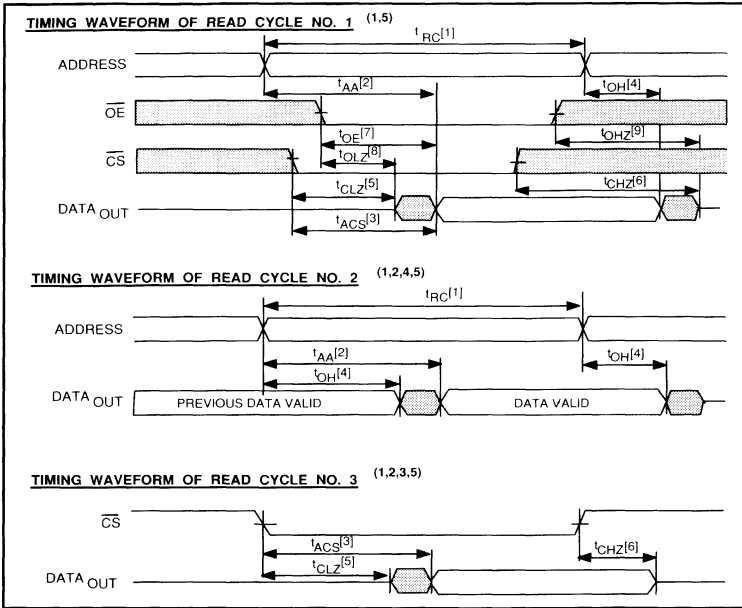 TIMING WAVEFORM OF READ CYCLE NO. 1 (1,5)
tRC[1]
ADDRESS
tAA[2]
tOH[4]
OE
tOE[7]
tOHZ[9]
tOLZ[8]
CS
tCLZ[5]
tCHZ[6]
DATA OUT
tACS[3]
TIMING WAVEFORM OF READ CYCLE NO. 2 (1,2,4,5)
tRC[1]
ADDRESS
tAA[2]
tOH[4]
tOH[4]
DATA OUT
PREVIOUS DATA VALID
DATA VALID
TIMING WAVEFORM OF READ CYCLE NO. 3 (1,2,3,5)
CS
tACS[3]
tCHZ[6]
tCLZ[5]
DATA OUT